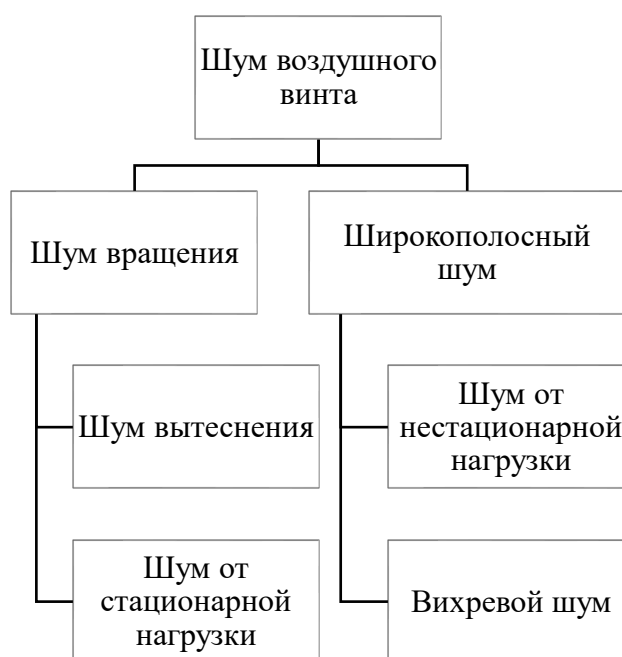 Шум воздушного
винта
Шум вращения
Широкополосный
шум
Шум вытеснения
Шум от
нестационарной
нагрузки
Шум от
стационарной
нагрузки
Вихревой шум